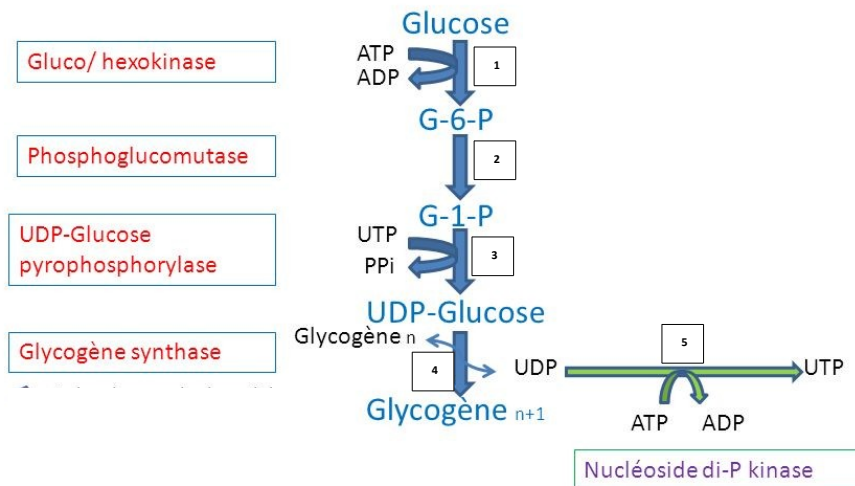 Glucose
Gluco/ hexokinase
ATP
ADP
1
G-6-P
Phosphoglucomutase
2
G-1-P
UDP-Glucose
pyrophosphorylase
UTP
PPi
3
UDP-Glucose
Glycogène synthase
Glycogène n
4
UDP
5
UTP
Glycogène n+1
ATP
ADP
Nucléoside di-P kinase